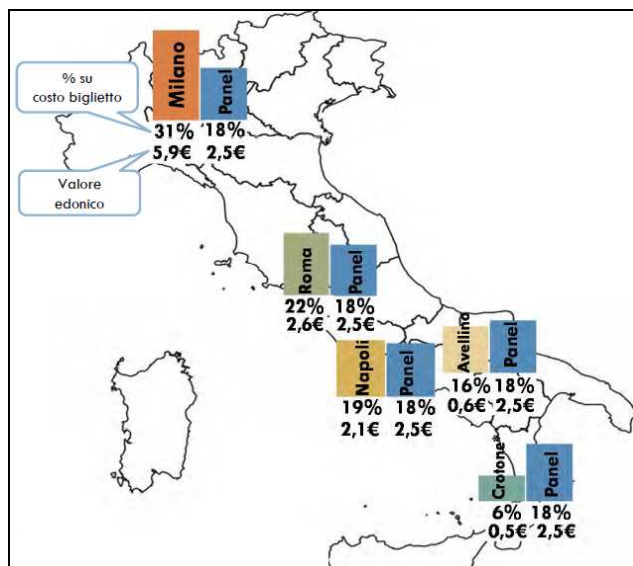 % su
costo biglietto
Milano
Panel
31% 18%
5,9€ 2,5€
Valore
edonico
Roma
Panel
22% 18%
2,6€ 2,5€
Napoli
Panel
19% 18%
2,1€ 2,5€
Avellino
Panel
16% 18%
0,6€ 2,5€
Crotone*
Panel
6% 18%
0,5€ 2,5€